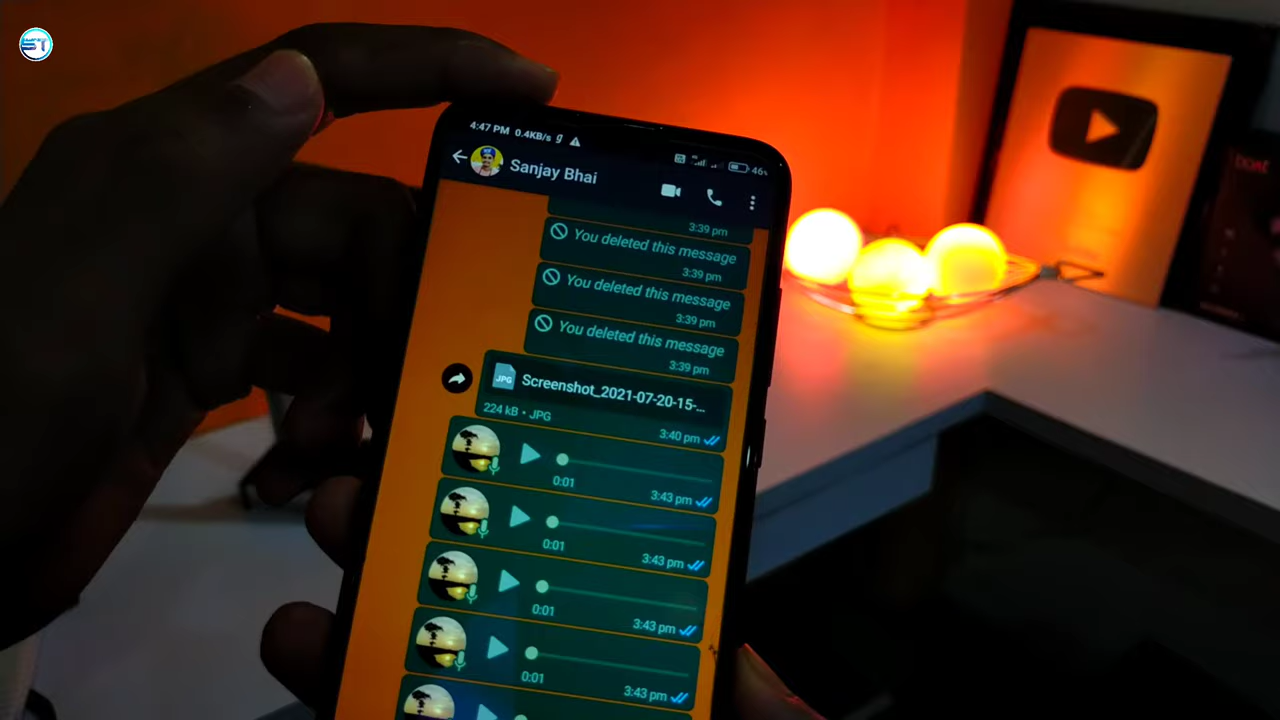 ST
4:47 PM 0.4KB/s g
46%
Sanjay Bhai
3:39 pm
You deleted this message
3:39 pm
You deleted this message
3:39 pm
You deleted this message
3:39 pm
JPG
Screenshot_2021-07-20-15-...
224 kB • JPG
3:40 pm
0:01
3:43 pm
0:01
3:43 pm
0:01
3:43 pm
0:01
3:43 pm